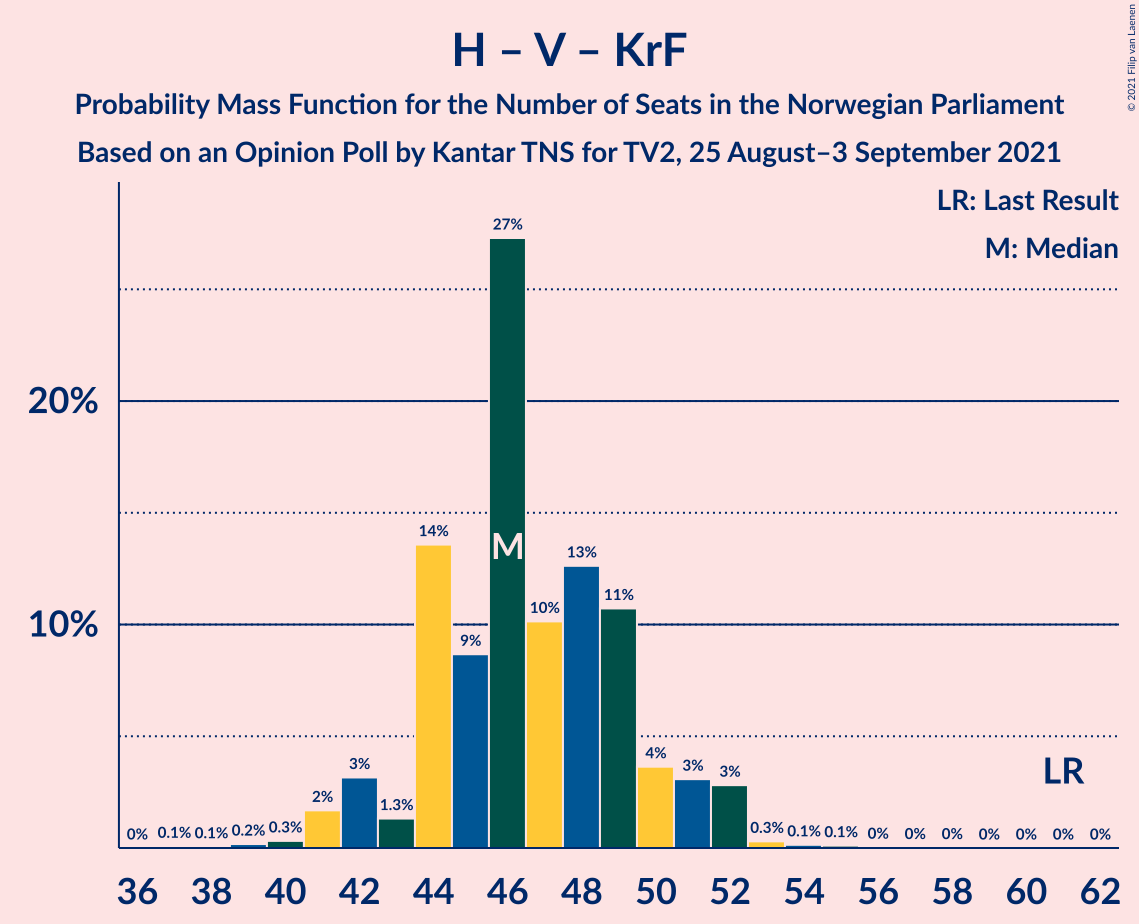 H – V – KrF
Probability Mass Function for the Number of Seats in the Norwegian Parliament
Based on an Opinion Poll by Kantar TNS for TV2, 25 August–3 September 2021
© 2021 Filip van Laenen
LR: Last Result
M: Median
20%
10%
0% 0.1% 0.1% 0.2% 0.3% 2% 3% 1.3% 14% 9% 27% 10% 13% 11% 4% 3% 3% 0.3% 0.1% 0.1% 0% 0% 0% 0% 0% 0% 0%
M
LR
36 38 40 42 44 46 48 50 52 54 56 58 60 62